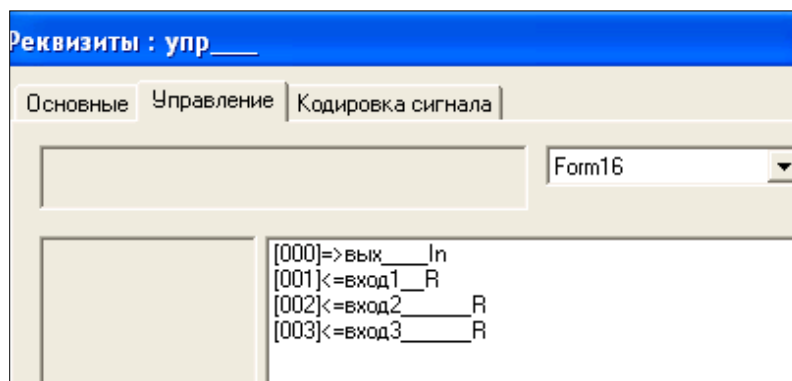 Реквизиты : упр____
Основные Управление Кодировка сигнала
Form16
[000]=>вых____In
[001]<=вход1__R
[002]<=вход2______R
[003]<=вход3______R